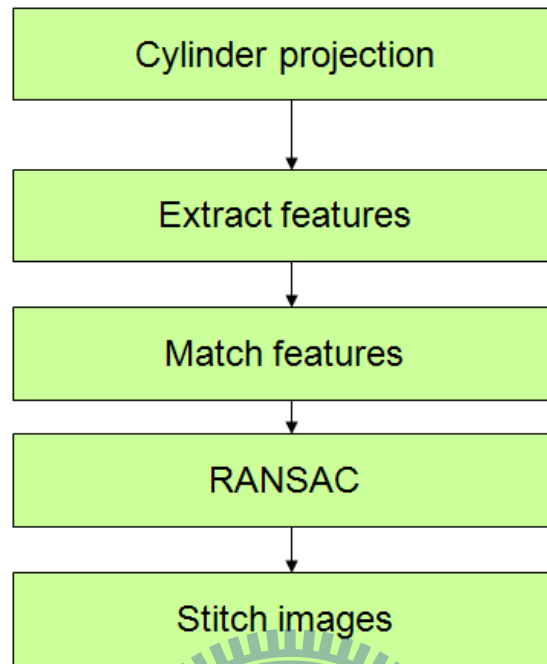 Cylinder projection
Extract features
Match features
RANSAC
Stitch images